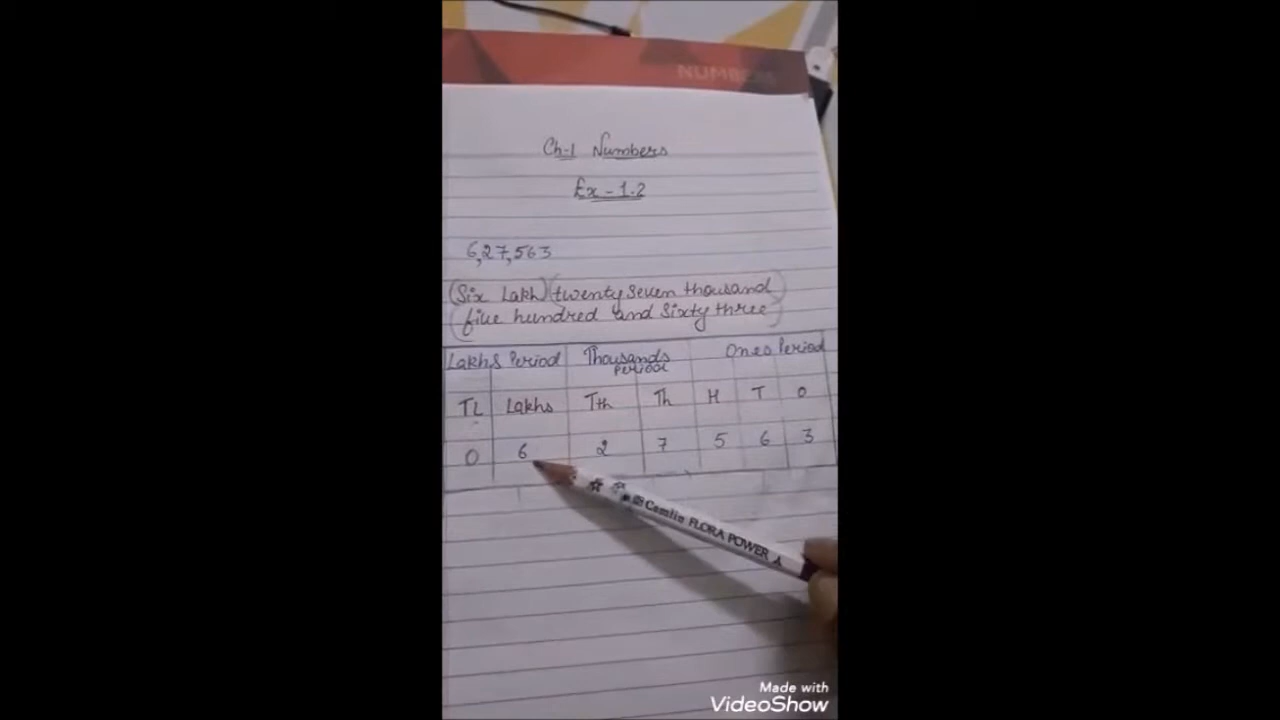 NUMBERS
Ch-1 Numbers
Ex - 1.2
6,27,563
(Six Lakh) (twenty seven thousand)
(five hundred and sixty three)
Lakhs Period Thousands Period Ones Period
TL Lakhs Tth Th H T O
0 6 2 7 5 6 3
Camlin FLORA POWER
Made with
VideoShow